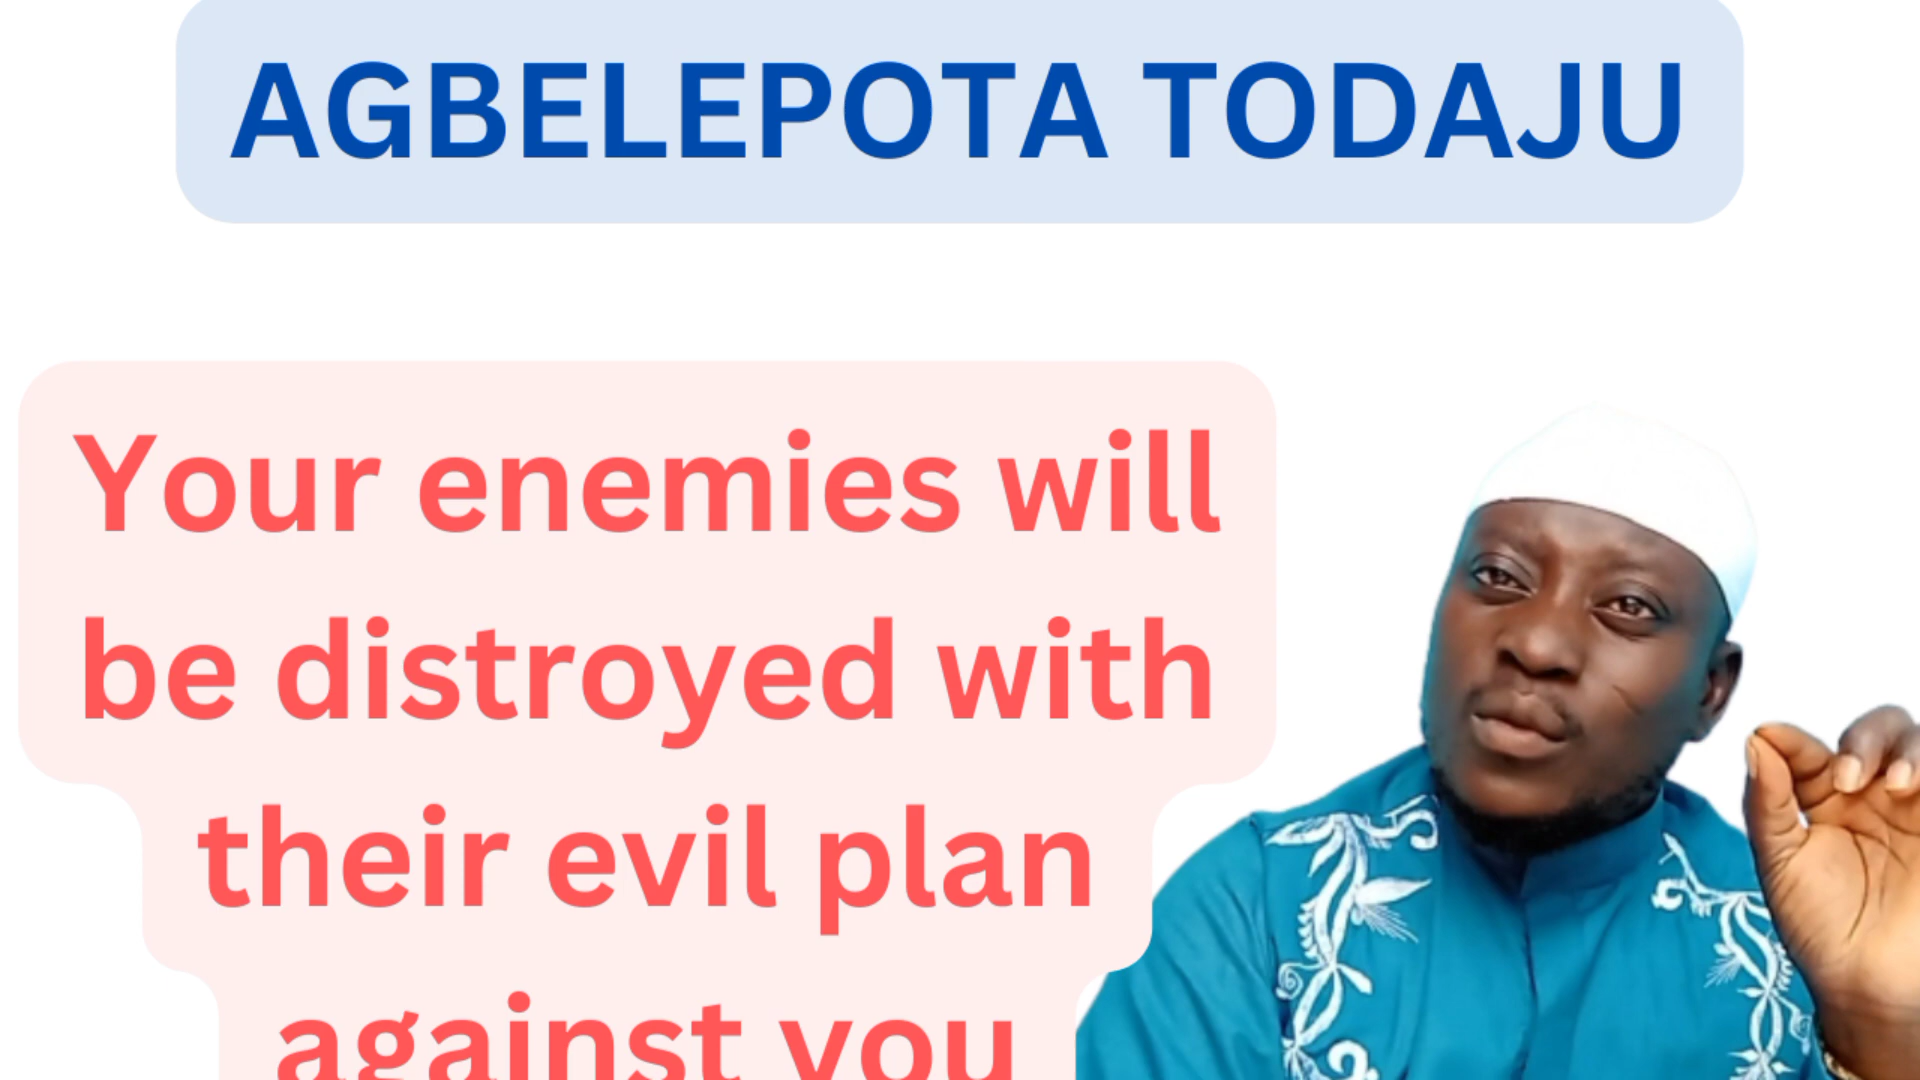 AGBELEPOTA TODAJU
Your enemies will
be distroyed with
their evil plan
against you